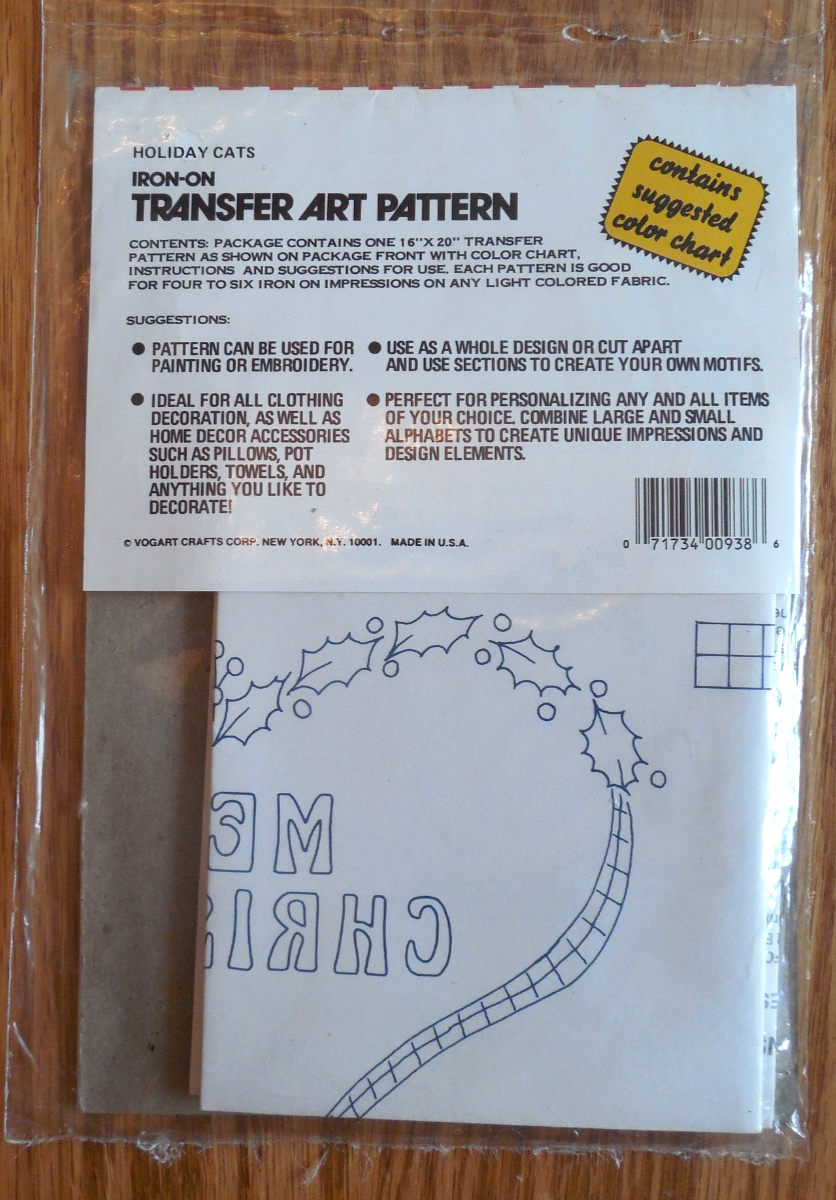 HOLIDAY CATS
IRON-ON
TRANSFER ART PATTERN
contains
suggested
color chart
CONTENTS: PACKAGE CONTAINS ONE 16"X 20" TRANSFER
PATTERN AS SHOWN ON PACKAGE FRONT WITH COLOR CHART,
INSTRUCTIONS AND SUGGESTIONS FOR USE. EACH PATTERN IS GOOD
FOR FOUR TO SIX IRON ON IMPRESSIONS ON ANY LIGHT COLORED FABRIC.
SUGGESTIONS:
● PATTERN CAN BE USED FOR
PAINTING OR EMBROIDERY.
● IDEAL FOR ALL CLOTHING
DECORATION, AS WELL AS
HOME DECOR ACCESSORIES
SUCH AS PILLOWS, POT
HOLDERS, TOWELS, AND
ANYTHING YOU LIKE TO
DECORATE!
● USE AS A WHOLE DESIGN OR CUT APART
AND USE SECTIONS TO CREATE YOUR OWN MOTIFS.
● PERFECT FOR PERSONALIZING ANY AND ALL ITEMS
OF YOUR CHOICE. COMBINE LARGE AND SMALL
ALPHABETS TO CREATE UNIQUE IMPRESSIONS AND
DESIGN ELEMENTS.
© VOGART CRAFTS CORP. NEW YORK, N.Y. 10001. MADE IN U.S.A.
0 71734 00938 6
ME
CHRI